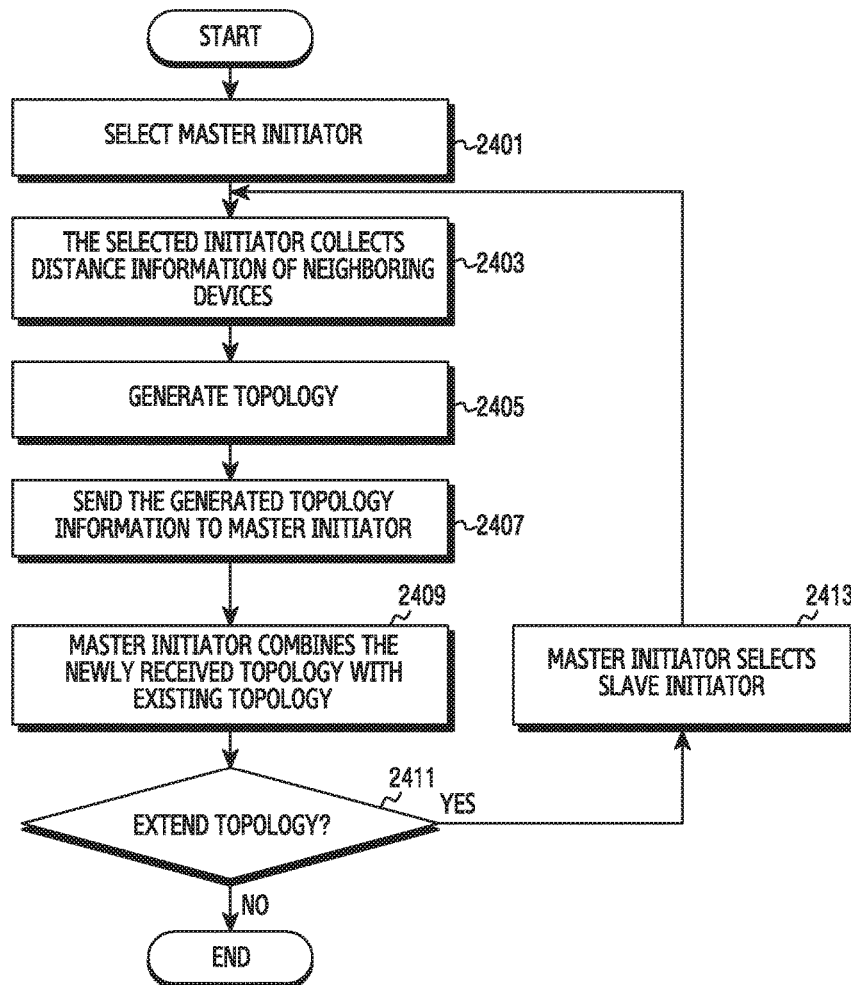 START
SELECT MASTER INITIATOR
2401
THE SELECTED INITIATOR COLLECTS
DISTANCE INFORMATION OF NEIGHBORING
DEVICES
2403
GENERATE TOPOLOGY
2405
SEND THE GENERATED TOPOLOGY
INFORMATION TO MASTER INITIATOR
2407
2409
MASTER INITIATOR COMBINES THE
NEWLY RECEIVED TOPOLOGY WITH
EXISTING TOPOLOGY
2413
MASTER INITIATOR SELECTS
SLAVE INITIATOR
2411
EXTEND TOPOLOGY?
YES
NO
END